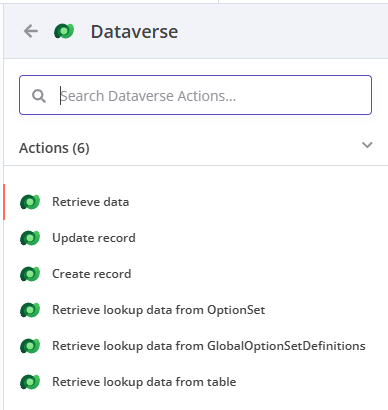 Dataverse
Search Dataverse Actions...
Actions (6)
Retrieve data
Update record
Create record
Retrieve lookup data from OptionSet
Retrieve lookup data from GlobalOptionSetDefinitions
Retrieve lookup data from table